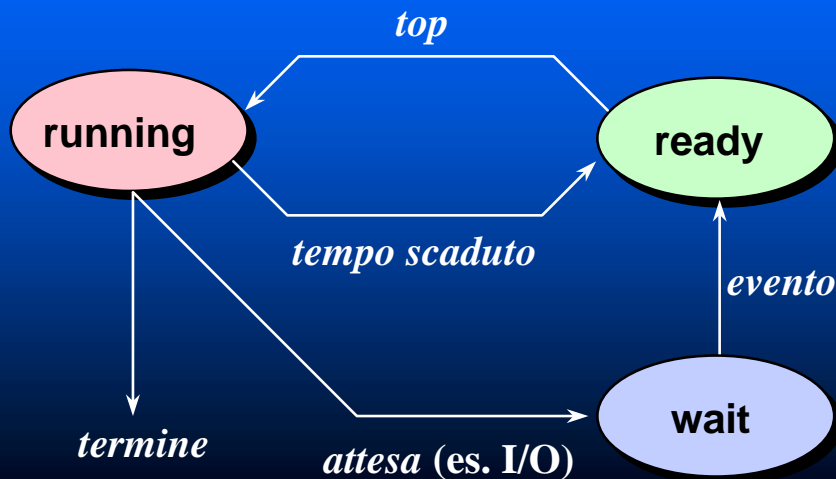 top
running
ready
tempo scaduto
evento
wait
termine
attesa (es. I/O)